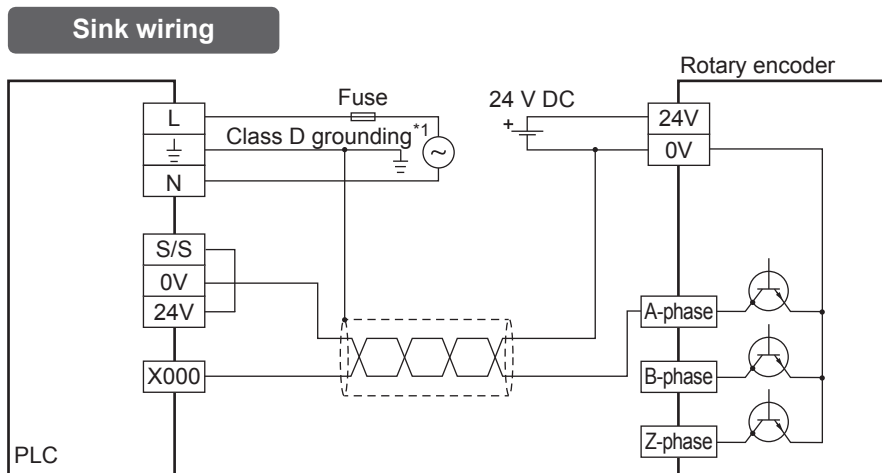 Sink wiring
Rotary encoder
L
Fuse
24 V DC
+
24V
Class D grounding*1
~
0V
N
S/S
0V
24V
A-phase
X000
B-phase
Z-phase
PLC